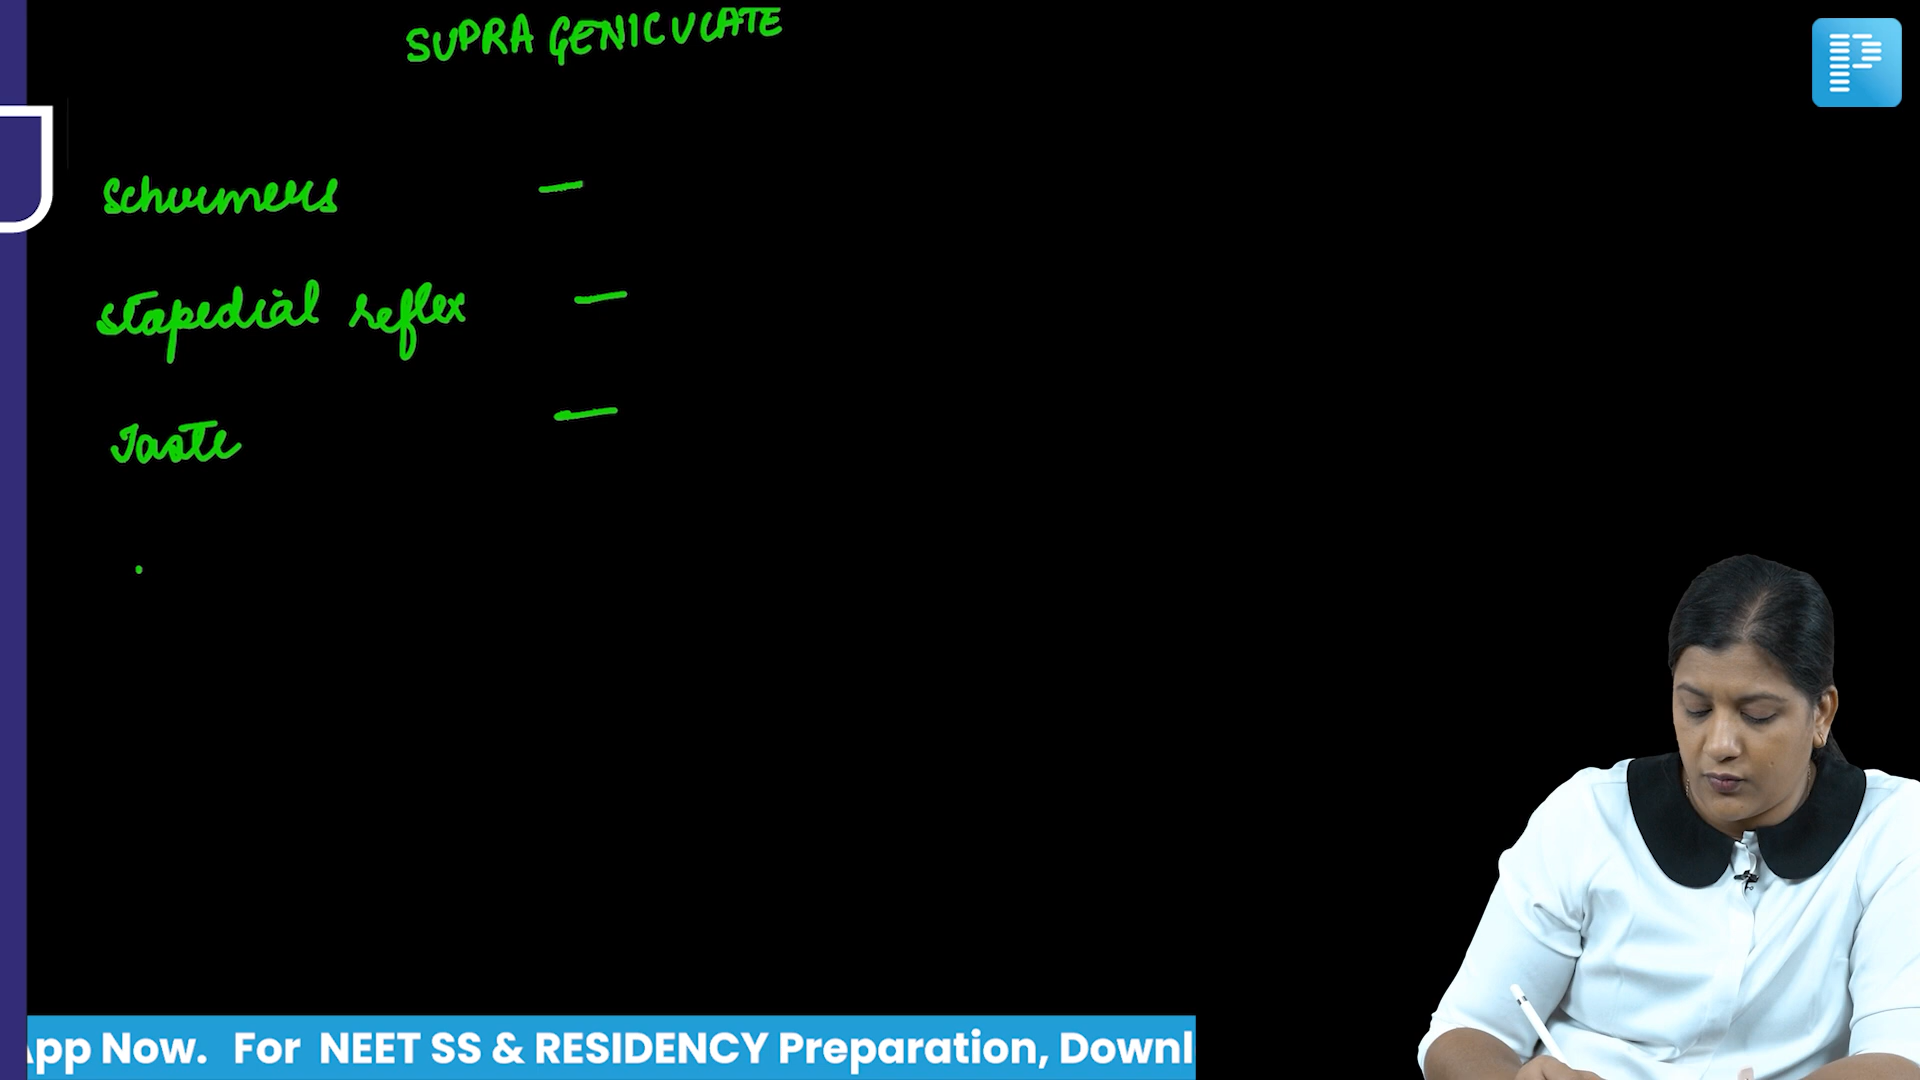 SUPRA GENICULATE
Schirmers —
stapedial reflex —
Taste —
App Now. For NEET SS & RESIDENCY Preparation, Downl